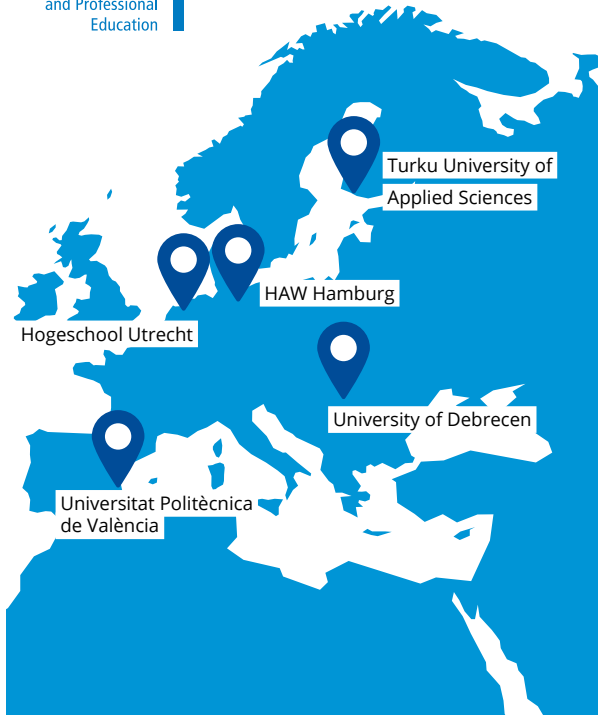 and Professional
Education
Turku University of
Applied Sciences
HAW Hamburg
Hogeschool Utrecht
University of Debrecen
Universitat Politècnica
de València